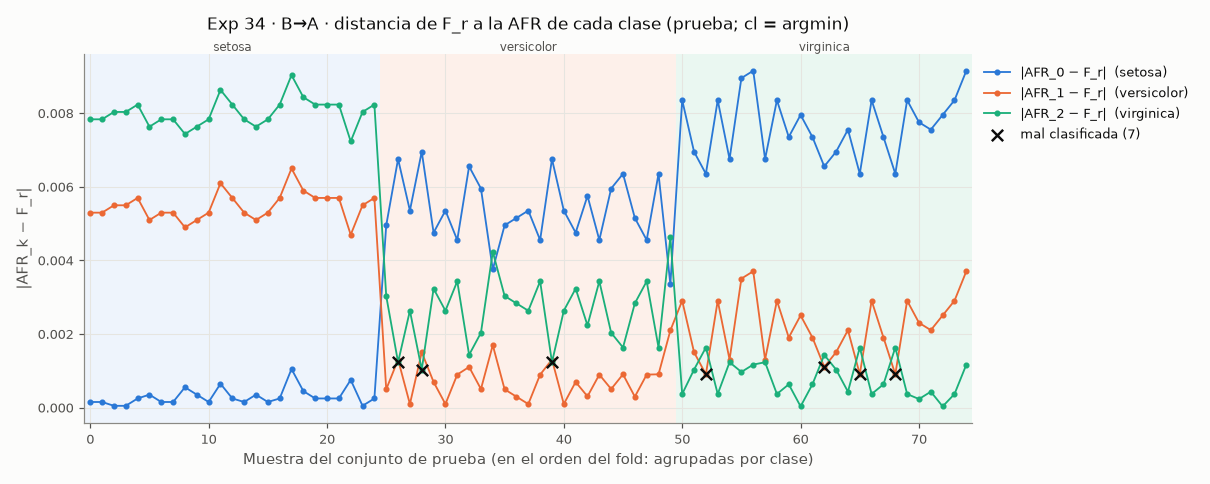 Exp 34 · B→A · distancia de F_r a la AFR de cada clase (prueba; cl = argmin)
setosa
versicolor
virginica
|AFR_0 − F_r| (setosa)
|AFR_1 − F_r| (versicolor)
|AFR_2 − F_r| (virginica)
mal clasificada (7)
|AFR_k − F_r|
0.008
0.006
0.004
0.002
0.000
0 10 20 30 40 50 60 70
Muestra del conjunto de prueba (en el orden del fold: agrupadas por clase)